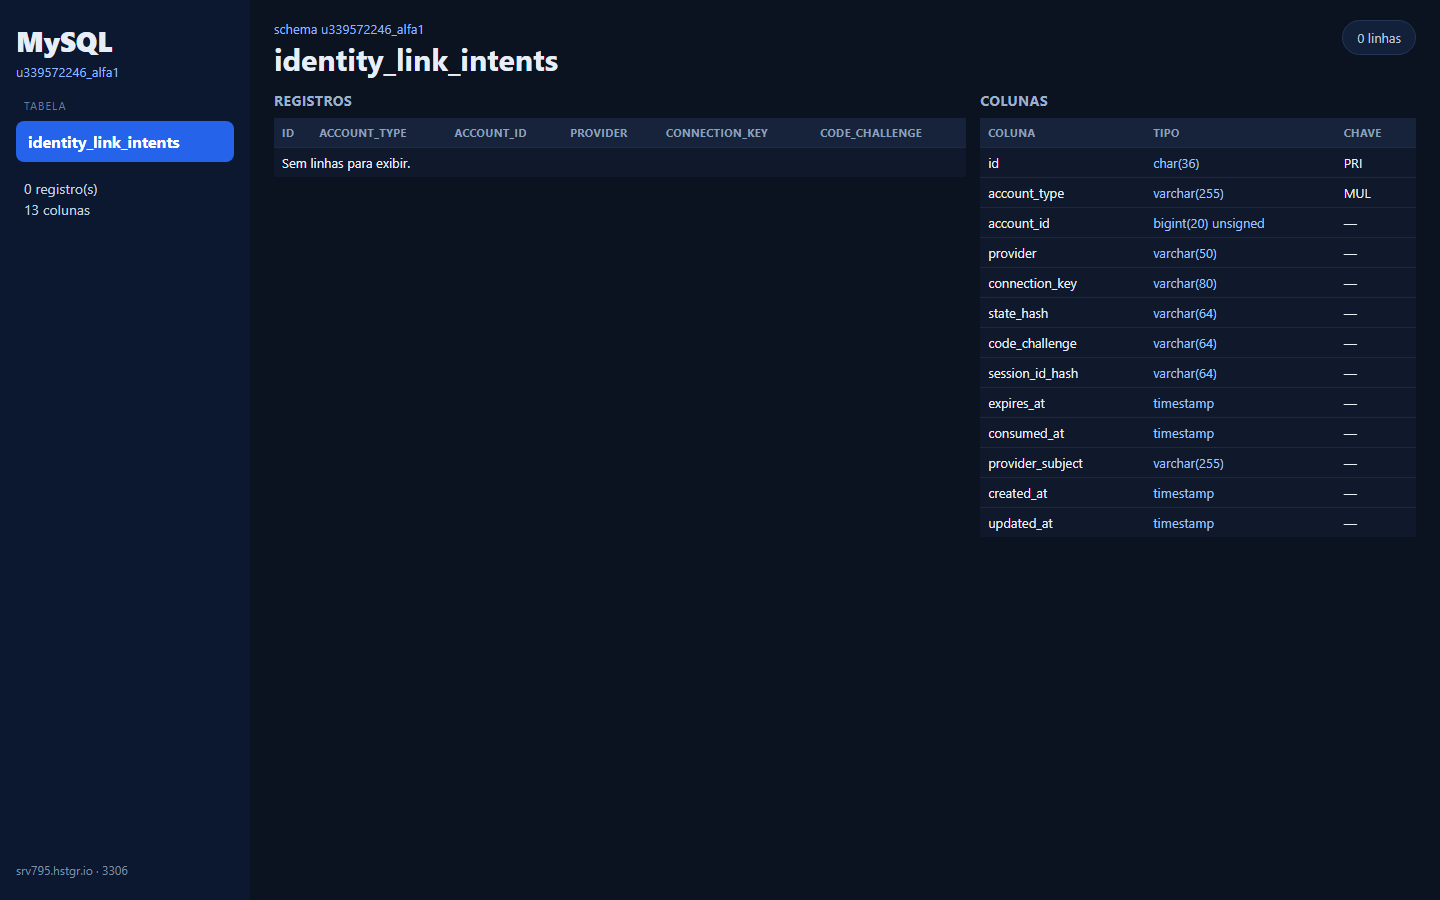 MySQL
u339572246_alfa1
TABELA
identity_link_intents
0 registro(s)
13 colunas
srv795.hstgr.io · 3306
schema u339572246_alfa1
identity_link_intents
0 linhas
REGISTROS
ID ACCOUNT_TYPE ACCOUNT_ID PROVIDER CONNECTION_KEY CODE_CHALLENGE
Sem linhas para exibir.
COLUNAS
COLUNA TIPO CHAVE
id char(36) PRI
account_type varchar(255) MUL
account_id bigint(20) unsigned —
provider varchar(50) —
connection_key varchar(80) —
state_hash varchar(64) —
code_challenge varchar(64) —
session_id_hash varchar(64) —
expires_at timestamp —
consumed_at timestamp —
provider_subject varchar(255) —
created_at timestamp —
updated_at timestamp —